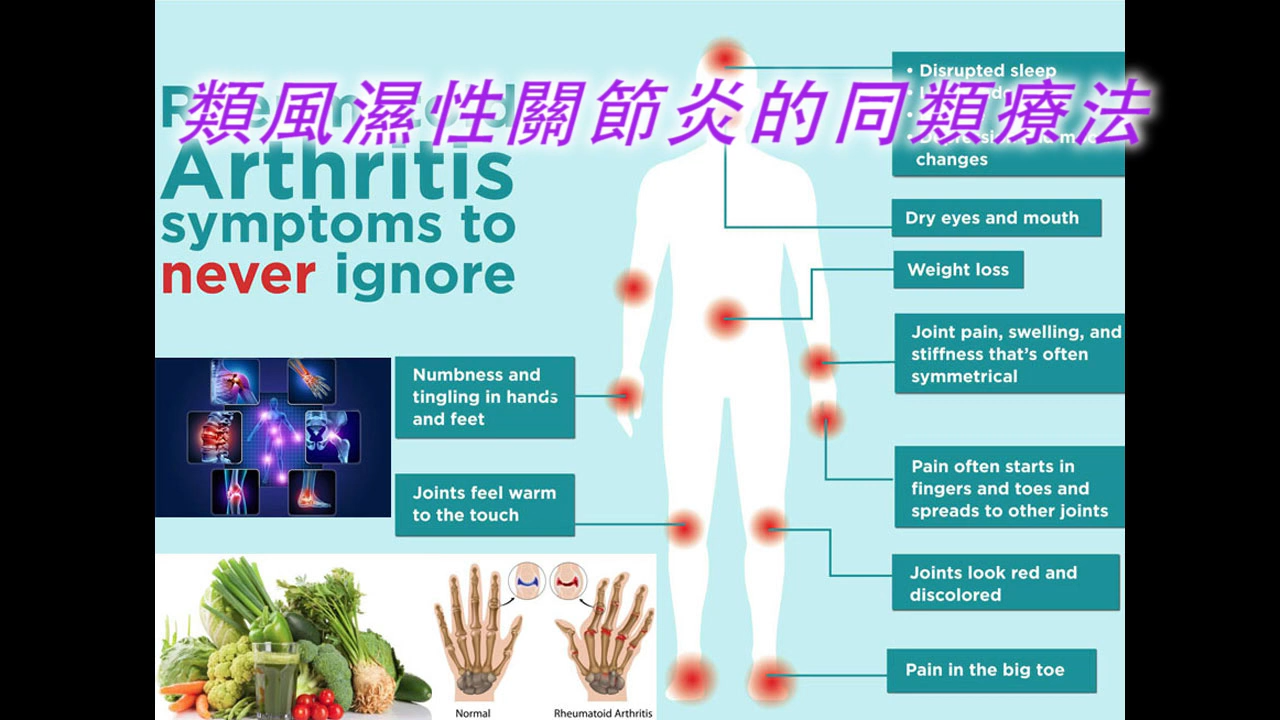 類風濕性關節炎的同類療法
Arthritis
symptoms to
never ignore
• Disrupted sleep
changes
Dry eyes and mouth
Weight loss
Joint pain, swelling, and
stiffness that's often
symmetrical
Numbness and
tingling in hands
and feet
Pain often starts in
fingers and toes and
spreads to other joints
Joints feel warm
to the touch
Joints look red and
discolored
Pain in the big toe
Normal
Rheumatoid Arthritis